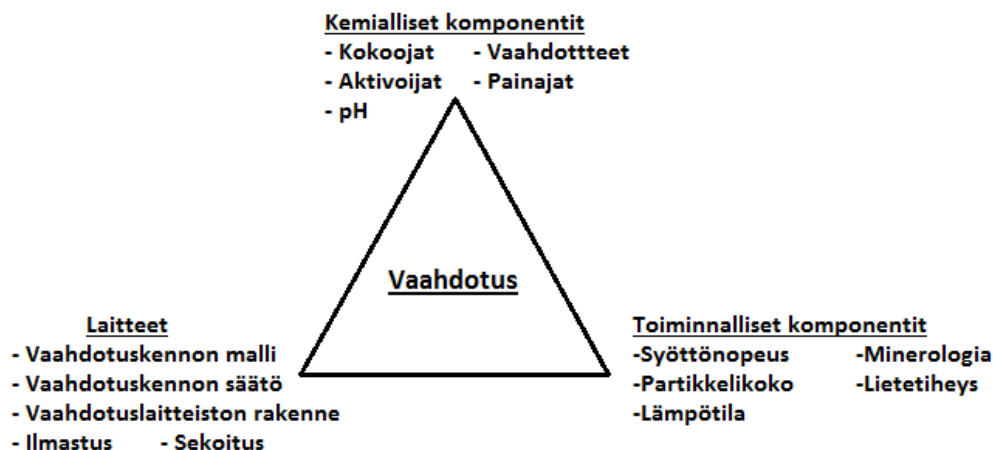 Kemialliset komponentit
- Kokoojat - Vaahdottteet
- Aktivoijat - Painajat
- pH
Vaahdotus
Laitteet
- Vaahdotuskennon malli
- Vaahdotuskennon säätö
- Vaahdotuslaitteiston rakenne
- Ilmastus - Sekoitus
Toiminnalliset komponentit
-Syöttönopeus -Minerologia
-Partikkelikoko -Lietetiheys
-Lämpötila